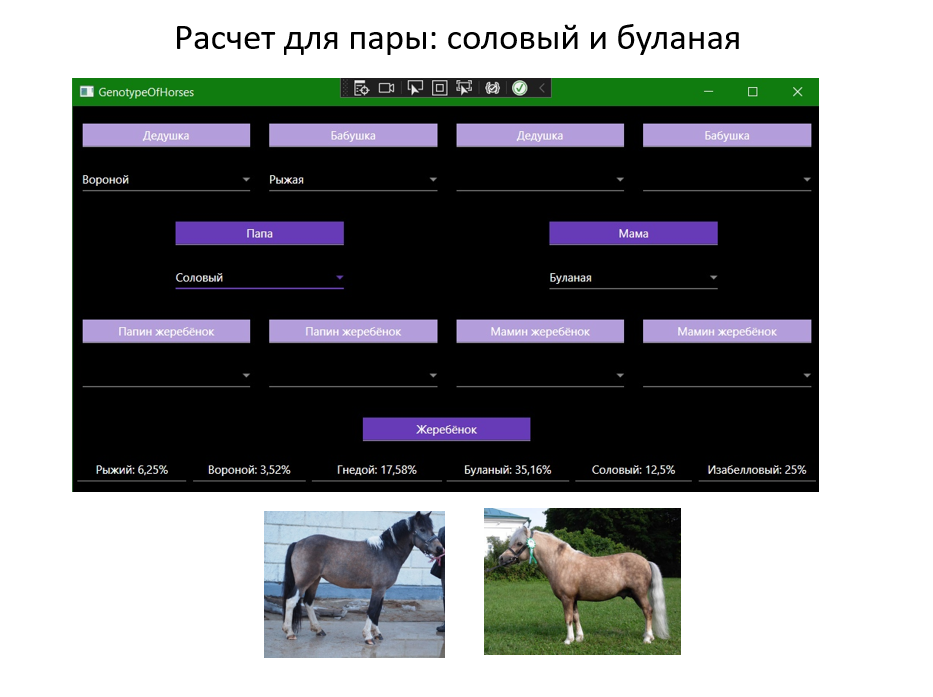 Расчет для пары: соловый и буланая
GenotypeOfHorses
Дедушка Бабушка Дедушка Бабушка
Вороной Рыжая
Папа Мама
Соловый Буланая
Папин жеребёнок Папин жеребёнок Мамин жеребёнок Мамин жеребёнок
Жеребёнок
Рыжий: 6,25% Вороной: 3,52% Гнедой: 17,58% Буланый: 35,16% Соловый: 12,5% Изабелловый: 25%